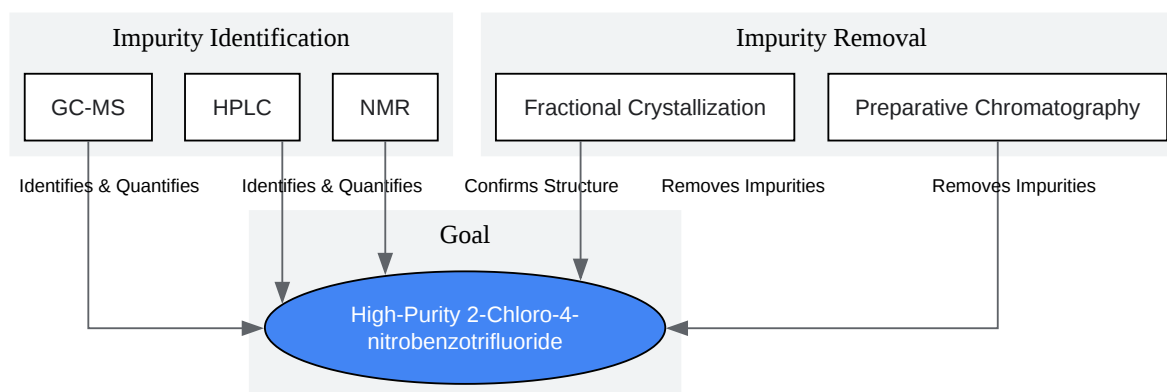 Impurity Identification
Impurity Removal
GC-MS
HPLC
NMR
Fractional Crystallization
Preparative Chromatography
Identifies & Quantifies
Identifies & Quantifies
Confirms Structure
Removes Impurities
Removes Impurities
Goal
High-Purity 2-Chloro-4-
nitrobenzotrifluoride